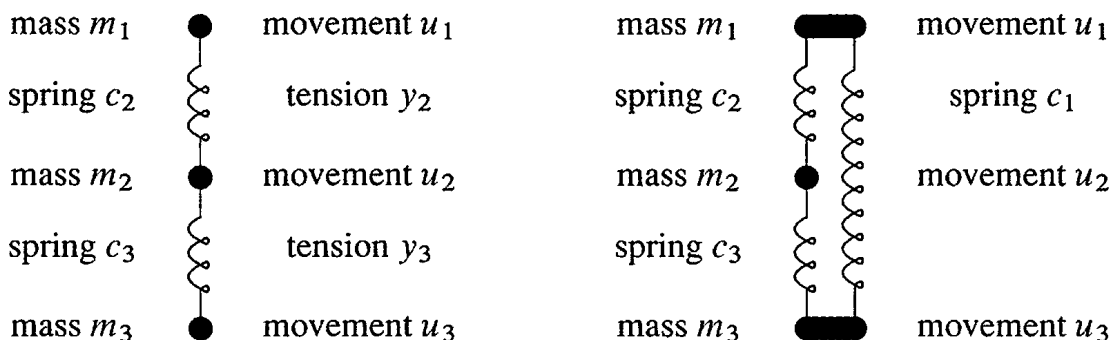 mass m₁ movement u₁ mass m₁ movement u₁
spring c₂ tension y₂ spring c₂ spring c₁
mass m₂ movement u₂ mass m₂ movement u₂
spring c₃ tension y₃ spring c₃
mass m₃ movement u₃ mass m₃ movement u₃